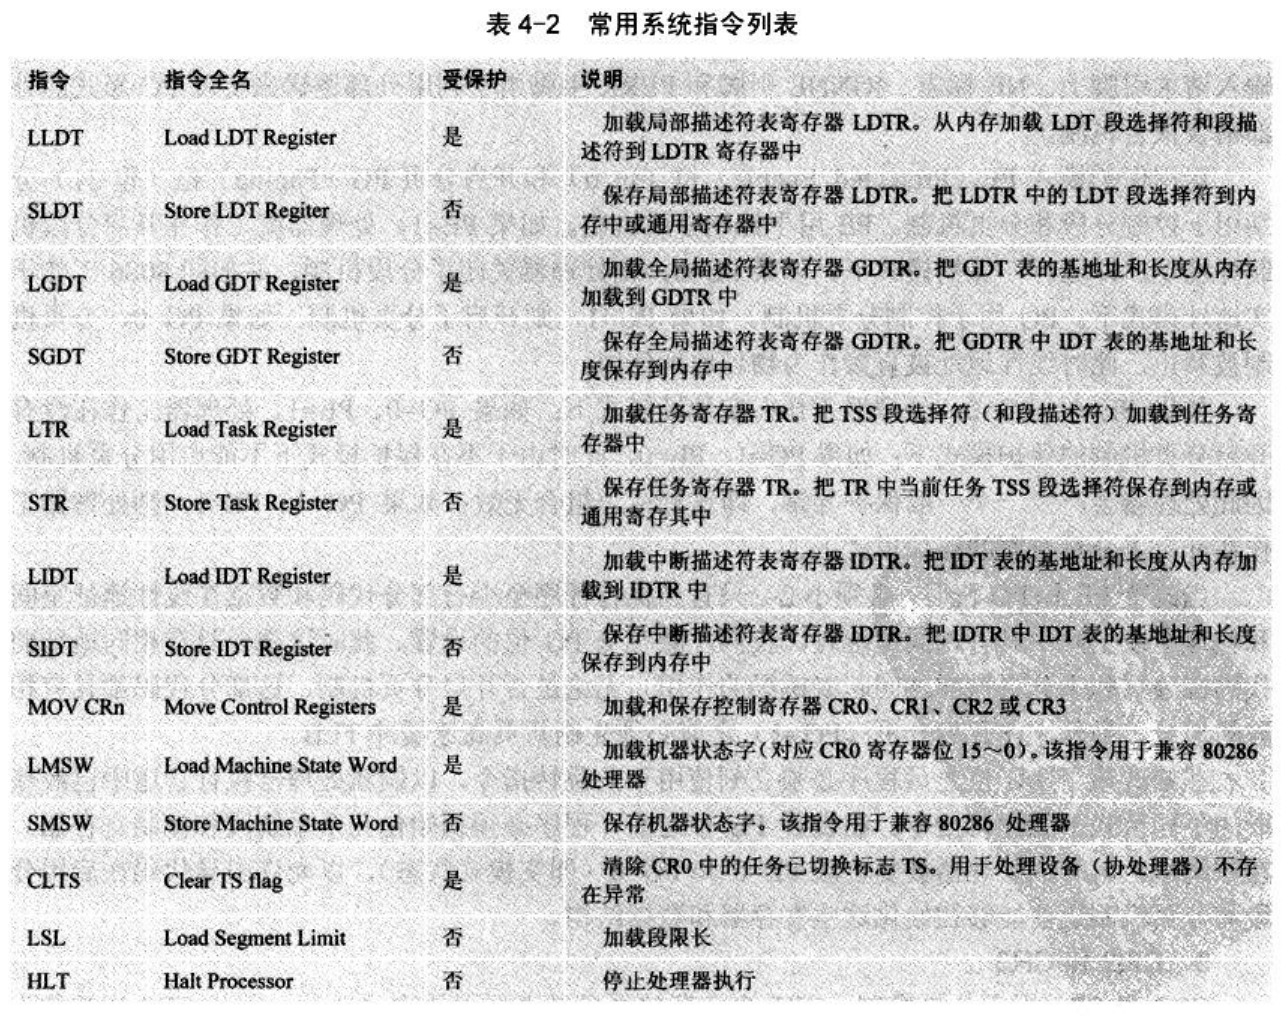 表 4-2 常用系统指令列表
指令 指令全名 受保护 说明
LLDT Load LDT Register 是 加载局部描述符表寄存器 LDTR。从内存加载 LDT 段选择符和段描
述符到 LDTR 寄存器中
SLDT Store LDT Regiter 否 保存局部描述符表寄存器 LDTR。把 LDTR 中的 LDT 段选择符到内
存中或通用寄存器中
LGDT Load GDT Register 是 加载全局描述符表寄存器 GDTR。把 GDT 表的基地址和长度从内存
加载到 GDTR 中
SGDT Store GDT Register 否 保存全局描述符表寄存器 GDTR。把 GDTR 中 IDT 表的基地址和长
度保存到内存中
LTR Load Task Register 是 加载任务寄存器 TR。把 TSS 段选择符（和段描述符）加载到任务寄
存器中
STR Store Task Register 否 保存任务寄存器 TR。把 TR 中当前任务 TSS 段选择符保存到内存或
通用寄存其中
LIDT Load IDT Register 是 加载中断描述符表寄存器 IDTR。把 IDT 表的基地址和长度从内存加
载到 IDTR 中
SIDT Store IDT Register 否 保存中断描述符表寄存器 IDTR。把 IDTR 中 IDT 表的基地址和长度
保存到内存中
MOV CRn Move Control Registers 是 加载和保存控制寄存器 CR0、CR1、CR2 或 CR3
LMSW Load Machine State Word 是 加载机器状态字（对应 CR0 寄存器位 15～0）。该指令用于兼容 80286
处理器
SMSW Store Machine State Word 否 保存机器状态字。该指令用于兼容 80286 处理器
CLTS Clear TS flag 是 清除 CR0 中的任务已切换标志 TS。用于处理设备（协处理器）不存
在异常
LSL Load Segment Limit 否 加载段限长
HLT Halt Processor 否 停止处理器执行